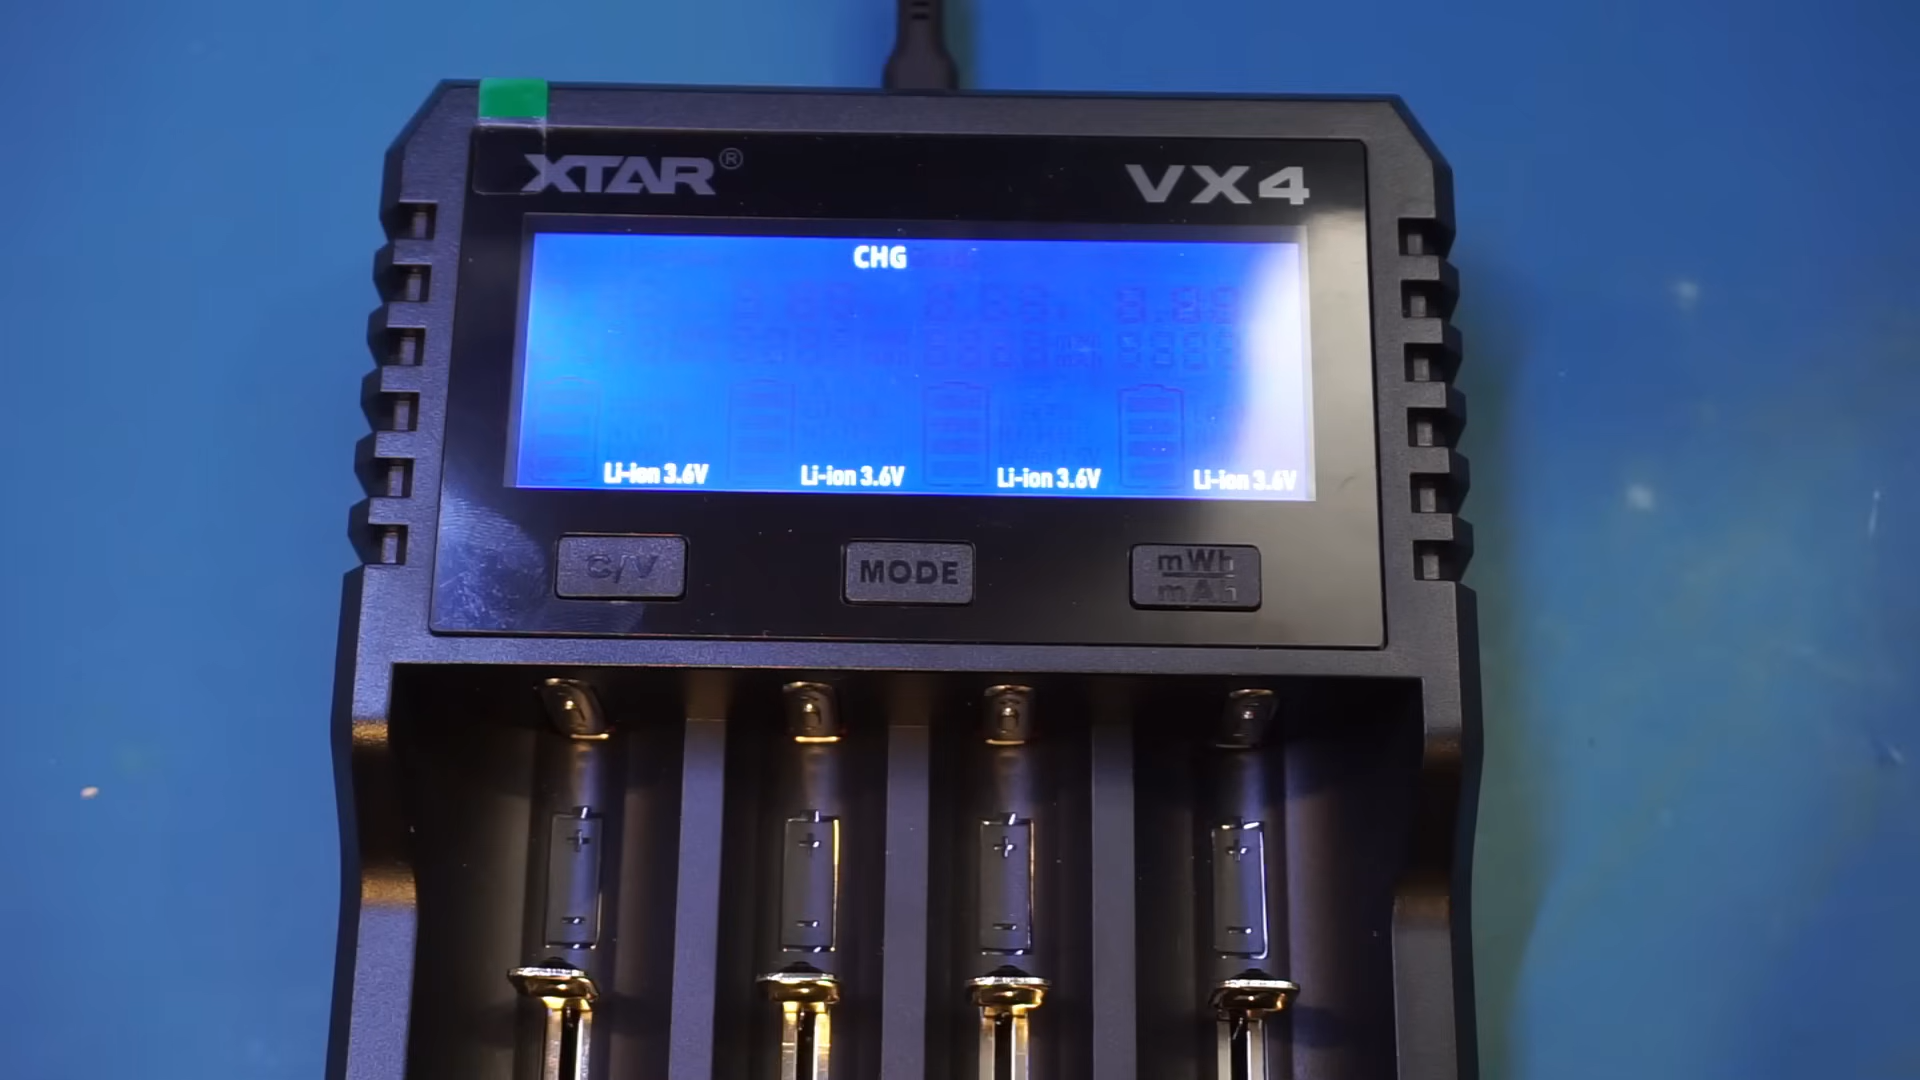 XTAR®
VX4
CHG
Li-ion 3.6V
Li-ion 3.6V
Li-ion 3.6V
Li-ion 3.6V
C/V
MODE
mWh
mAh
+
+
+
+
-
-
-
-